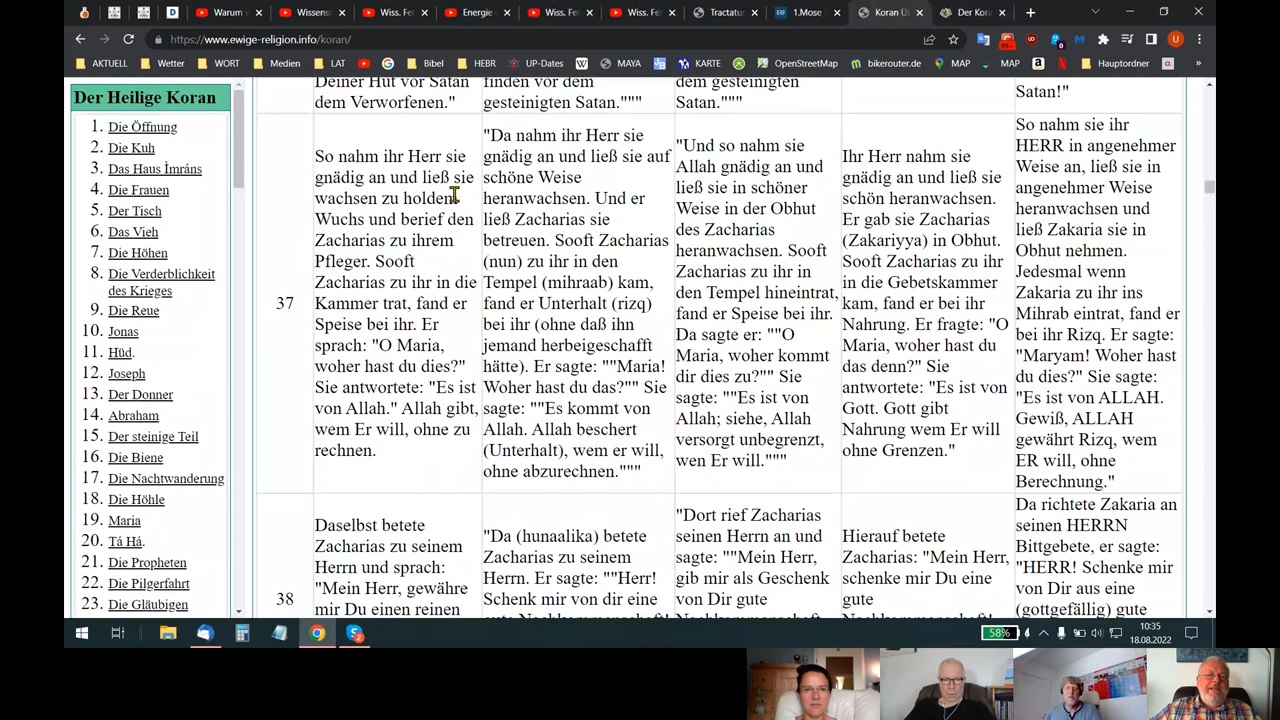 Warum v
Wissens
Wiss. Fel
Energie
Wiss. Fel
Wiss. Fel
Tractatu
1.Mos
Koran Ü
Der Kora
https://www.ewige-religion.info/koran/
AKTUELL
Wetter
WORT
Medien
LAT
Bibel
HEBR
UP-Dates
MAYA
KARTE
OpenStreetMap
bikerouter.de
MAP
MAP
Hauptordner
Der Heilige Koran
1. Die Öffnung
2. Die Kuh
3. Das Haus Ìmráns
4. Die Frauen
5. Der Tisch
6. Das Vieh
7. Die Höhen
8. Die Verderblichkeit
des Krieges
9. Die Reue
10. Jonas
11. Húd.
12. Joseph
13. Der Donner
14. Abraham
15. Der steinige Teil
16. Die Biene
17. Die Nachtwanderung
18. Die Höhle
19. Maria
20. Tá Há.
21. Die Propheten
22. Die Pilgerfahrt
23. Die Gläubigen
Deiner Hut vor Satan
dem Verworfenen."
finden vor dem
gesteinigten Satan."""
dem gesteinigten
Satan."""
Satan!"
37
So nahm ihr Herr sie
gnädig an und ließ sie
wachsen zu holden
Wuchs und berief den
Zacharias zu ihrem
Pfleger. Sooft
Zacharias zu ihr in die
Kammer trat, fand er
Speise bei ihr. Er
sprach: "O Maria,
woher hast du dies?"
Sie antwortete: "Es ist
von Allah." Allah gibt,
wem Er will, ohne zu
rechnen.
"Da nahm ihr Herr sie
gnädig an und ließ sie auf
schöne Weise
heranwachsen. Und er
ließ Zacharias sie
betreuen. Sooft Zacharias
(nun) zu ihr in den
Tempel (mihraab) kam,
fand er Unterhalt (rizq)
bei ihr (ohne daß ihn
jemand herbeigeschafft
hätte). Er sagte: ""Maria!
Woher hast du das?"" Sie
sagte: ""Es kommt von
Allah. Allah beschert
(Unterhalt), wem er will,
ohne abzurechnen."""
"Und so nahm sie
Allah gnädig an und
ließ sie in schöner
Weise in der Obhut
des Zacharias
heranwachsen. Sooft
Zacharias zu ihr in
den Tempel hineintrat,
fand er Speise bei ihr.
Da sagte er: ""O
Maria, woher kommt
dir dies zu?"" Sie
sagte: ""Es ist von
Allah; siehe, Allah
versorgt unbegrenzt,
wen Er will."""
Ihr Herr nahm sie
gnädig an und ließ sie
schön heranwachsen.
Er gab sie Zacharias
(Zakariyya) in Obhut.
Sooft Zacharias zu ihr
in die Gebetskammer
kam, fand er bei ihr
Nahrung. Er fragte: "O
Maria, woher hast du
das denn?" Sie
antwortete: "Es ist von
Gott. Gott gibt
Nahrung wem Er will
ohne Grenzen."
So nahm sie ihr
HERR in angenehmer
Weise an, ließ sie in
angenehmer Weise
heranwachsen und
ließ Zakaria sie in
Obhut nehmen.
Jedesmal wenn
Zakaria zu ihr ins
Mihrab eintrat, fand er
bei ihr Rizq. Er sagte:
"Maryam! Woher hast
du dies?" Sie sagte:
"Es ist von ALLAH.
Gewiß, ALLAH
gewährt Rizq, wem
ER will, ohne
Berechnung."
38
Daselbst betete
Zacharias zu seinem
Herrn und sprach:
"Mein Herr, gewähre
mir Du einen reinen
"Da (hunaalika) betete
Zacharias zu seinem
Herrn. Er sagte: ""Herr!
Schenk mir von dir eine
gute Nachkommenschaft!
"Dort rief Zacharias
seinen Herrn an und
sagte: ""Mein Herr,
gib mir als Geschenk
von Dir gute
Hierauf betete
Zacharias: "Mein Herr,
schenke mir Du eine
gute
Da richtete Zakaria an
seinen HERRN
Bittgebete, er sagte:
"HERR! Schenke mir
von Dir aus eine
(gottgefällig) gute
58%
10:35
18.08.2022